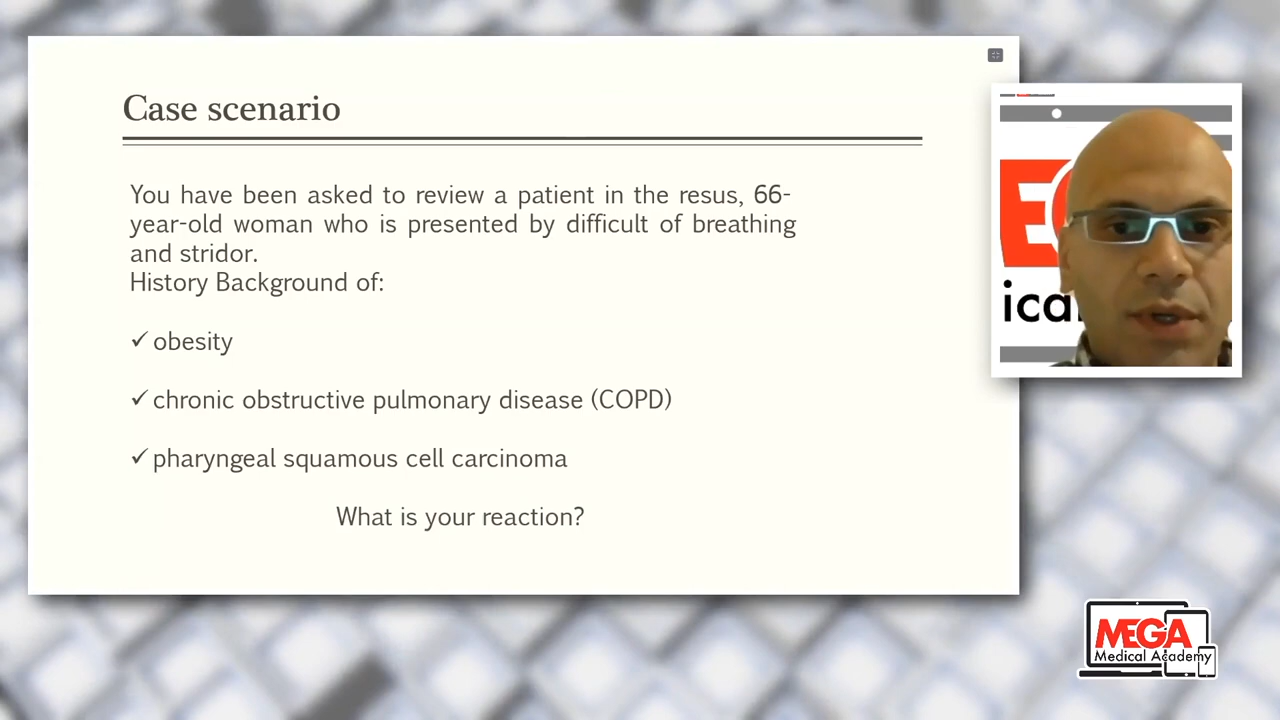 Case scenario
You have been asked to review a patient in the resus, 66-
year-old woman who is presented by difficult of breathing
and stridor.
History Background of:
✓ obesity
✓ chronic obstructive pulmonary disease (COPD)
✓ pharyngeal squamous cell carcinoma
What is your reaction?
E
ica
MEGA
Medical Academy